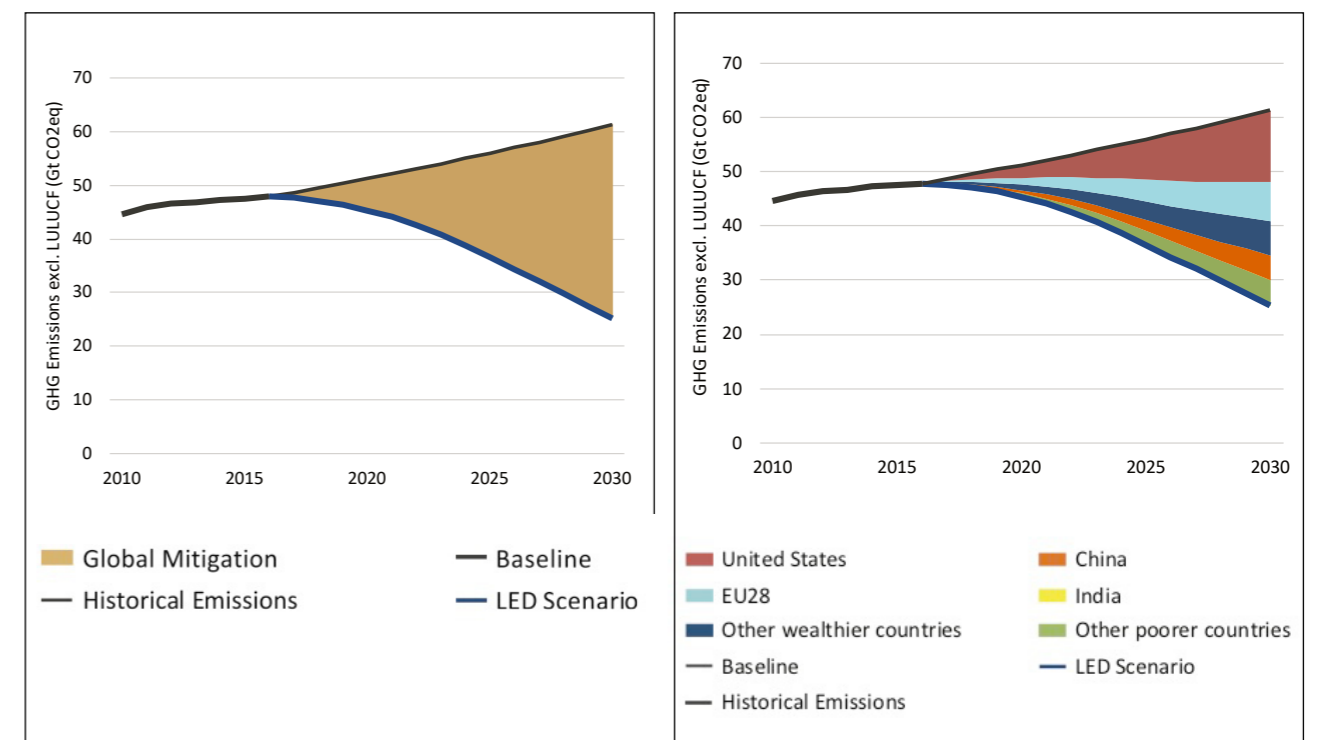 GHG Emissions excl. LULUCF (Gt CO2eq)
70
60
50
40
30
20
10
0
2010 2015 2020 2025 2030
Global Mitigation Baseline
Historical Emissions LED Scenario
GHG Emissions excl. LULUCF (Gt CO2eq)
70
60
50
40
30
20
10
0
2010 2015 2020 2025 2030
United States China
EU28 India
Other wealthier countries Other poorer countries
Baseline LED Scenario
Historical Emissions